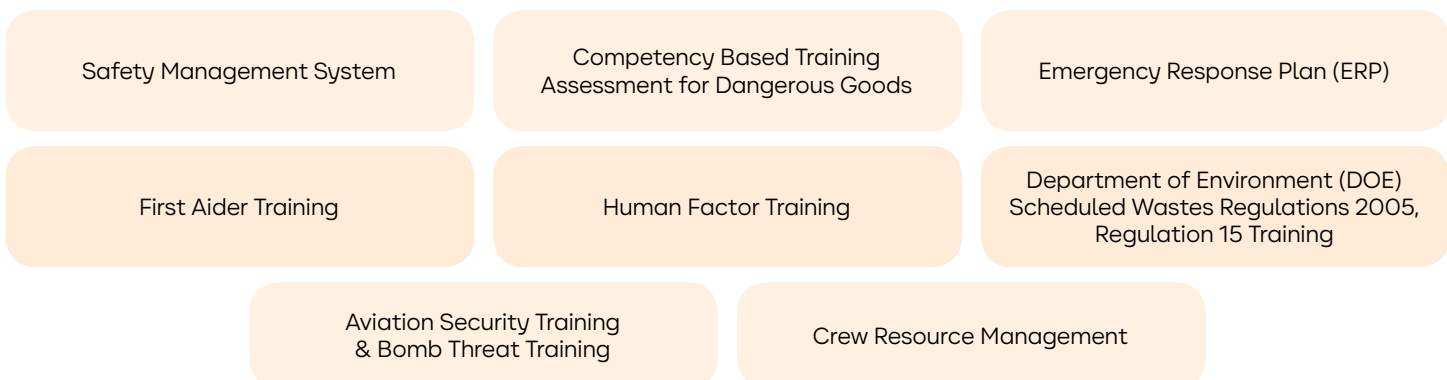 Safety Management System
Competency Based Training
Assessment for Dangerous Goods
Emergency Response Plan (ERP)
First Aider Training
Human Factor Training
Department of Environment (DOE)
Scheduled Wastes Regulations 2005,
Regulation 15 Training
Aviation Security Training
& Bomb Threat Training
Crew Resource Management